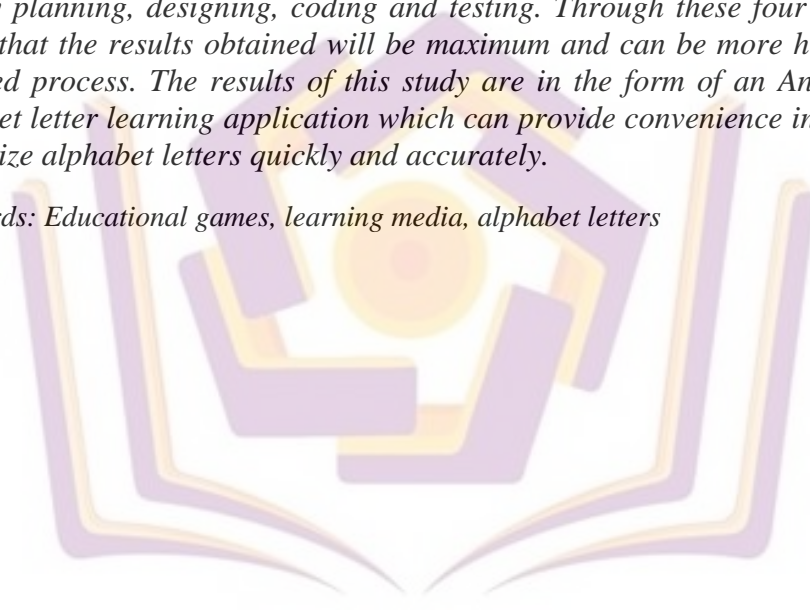 planning, designing, coding and testing. Through these four
that the results obtained will be maximum and can be more h
ed process. The results of this study are in the form of an An
et letter learning application which can provide convenience in
ize alphabet letters quickly and accurately.
rds: Educational games, learning media, alphabet letters